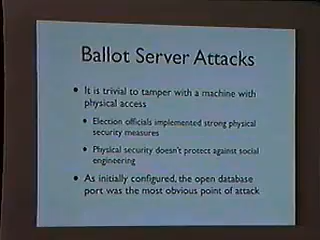 Ballot Server Attacks
• It is trivial to tamper with a machine with
physical access
• Election officials implemented strong physical
security measures
• Physical security doesn't protect against social
engineering
• As initially configured, the open database
port was the most obvious point of attack